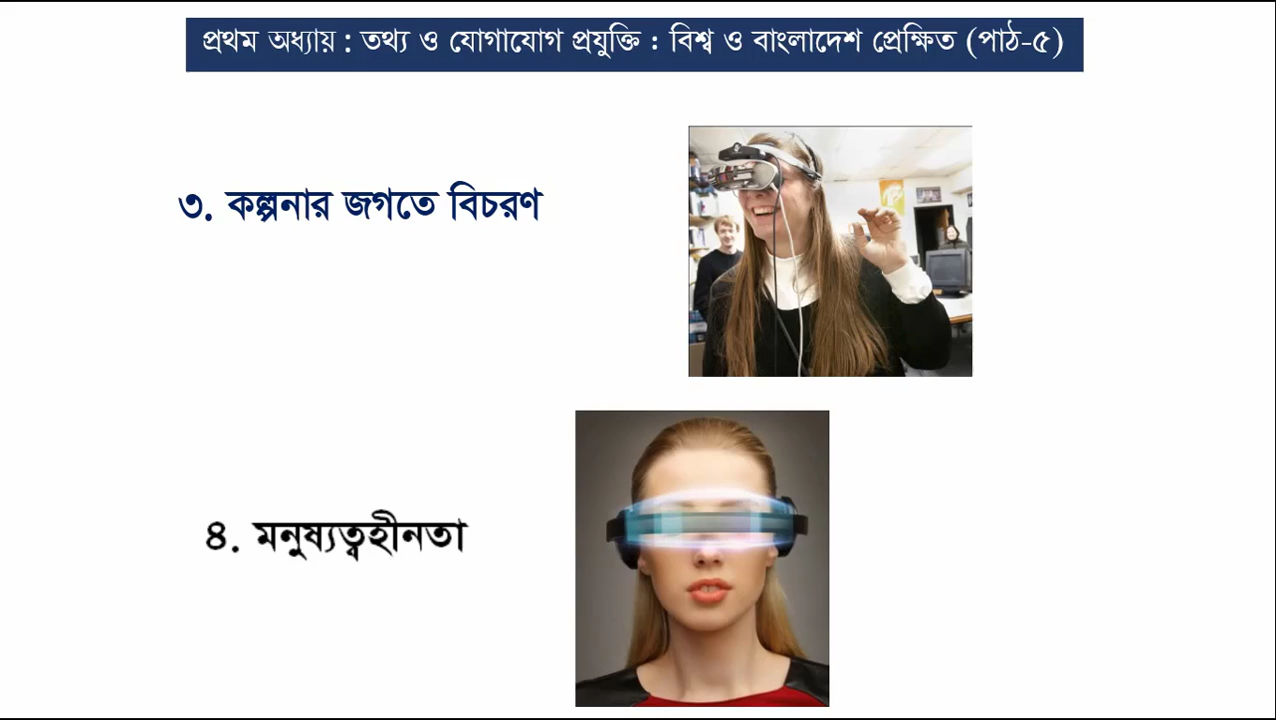 প্রথম অধ্যায় : তথ্য ও যোগাযোগ প্রযুক্তি : বিশ্ব ও বাংলাদেশ প্রেক্ষিত (পাঠ-৫)
৩. কল্পনার জগতে বিচরণ
৪. মনুষ্যত্বহীনতা